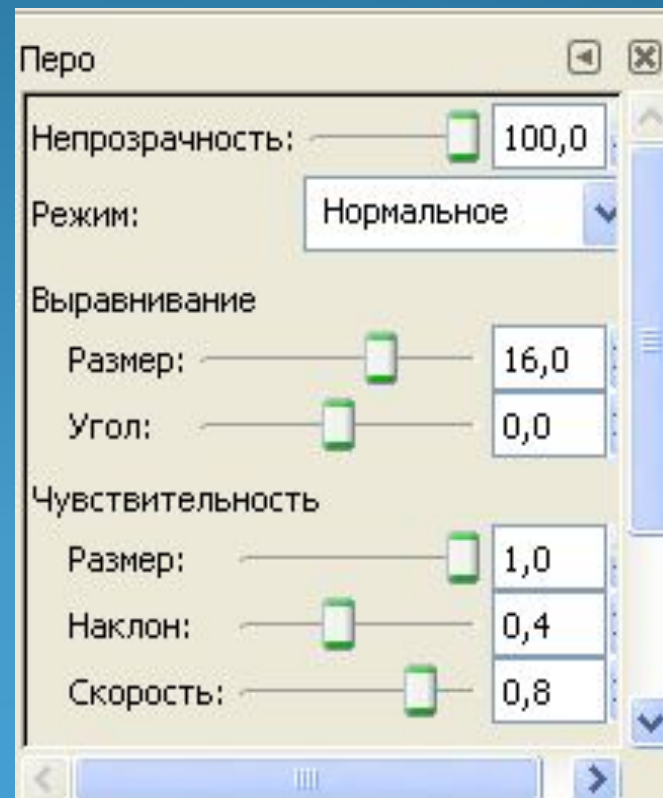 Перо
Непрозрачность: 100,0
Режим: Нормальное
Выравнивание
Размер: 16,0
Угол: 0,0
Чувствительность
Размер: 1,0
Наклон: 0,4
Скорость: 0,8